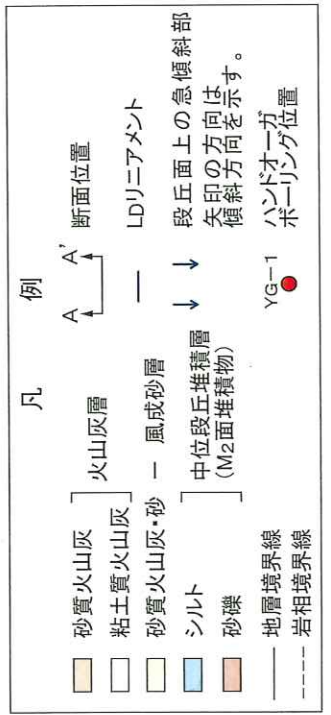 凡 例
砂質火山灰
粘土質火山灰
火山灰層
砂質火山灰・砂 ー 風成砂層
シルト
砂礫
中位段丘堆積層
(M2面堆積物)
地層境界線
岩相境界線
A A' 断面位置
LDリニアメント
段丘面上の急傾斜部
矢印の方向は
傾斜方向を示す。
YG-1 ハンドオーガ
ボーリング位置